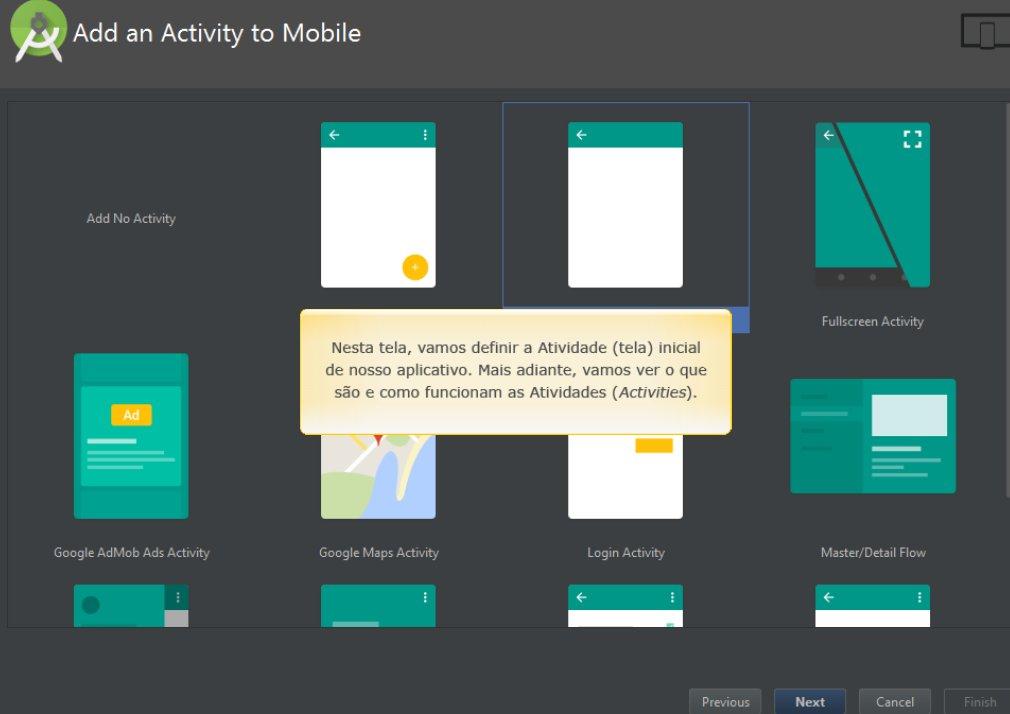 Add an Activity to Mobile
Add No Activity
Fullscreen Activity
Nesta tela, vamos definir a Atividade (tela) inicial
de nosso aplicativo. Mais adiante, vamos ver o que
são e como funcionam as Atividades (Activities).
Ad
Google AdMob Ads Activity
Google Maps Activity
Login Activity
Master/Detail Flow
Previous
Next
Cancel
Finish